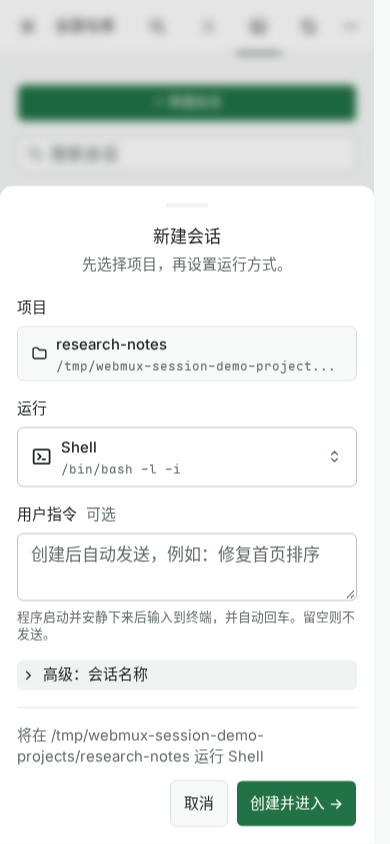 新建会话
先选择项目，再设置运行方式。
项目
research-notes
/tmp/webmux-session-demo-project...
运行
Shell
/bin/bash -l -i
用户指令 可选
创建后自动发送，例如：修复首页排序
程序启动并安静下来后输入到终端，并自动回车。留空则不
发送。
高级：会话名称
将在 /tmp/webmux-session-demo-
projects/research-notes 运行 Shell
取消
创建并进入 →